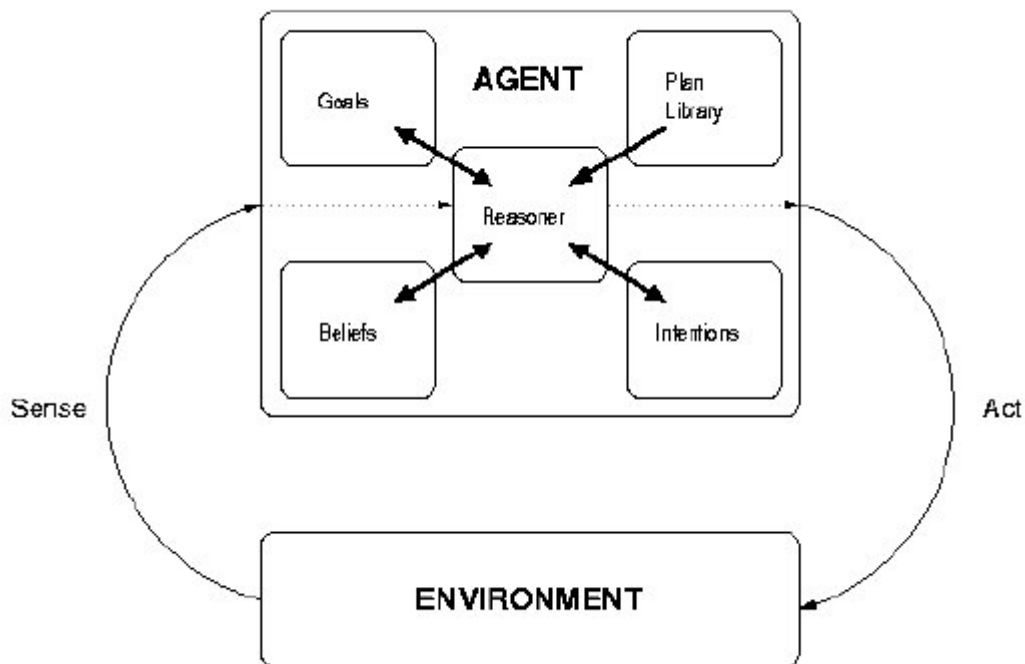 AGENT
Goals
Plan
Library
Reasoner
Beliefs
Intentions
Sense
Act
ENVIRONMENT